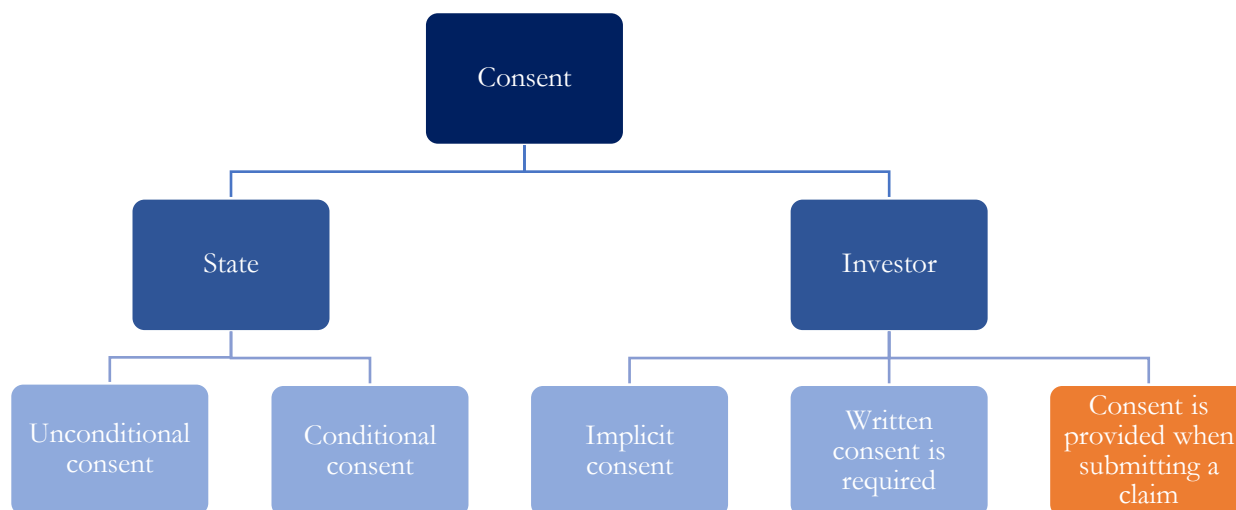 Consent
State
Investor
Unconditional
consent
Conditional
consent
Implicit
consent
Written
consent is
required
Consent is
provided when
submitting a
claim